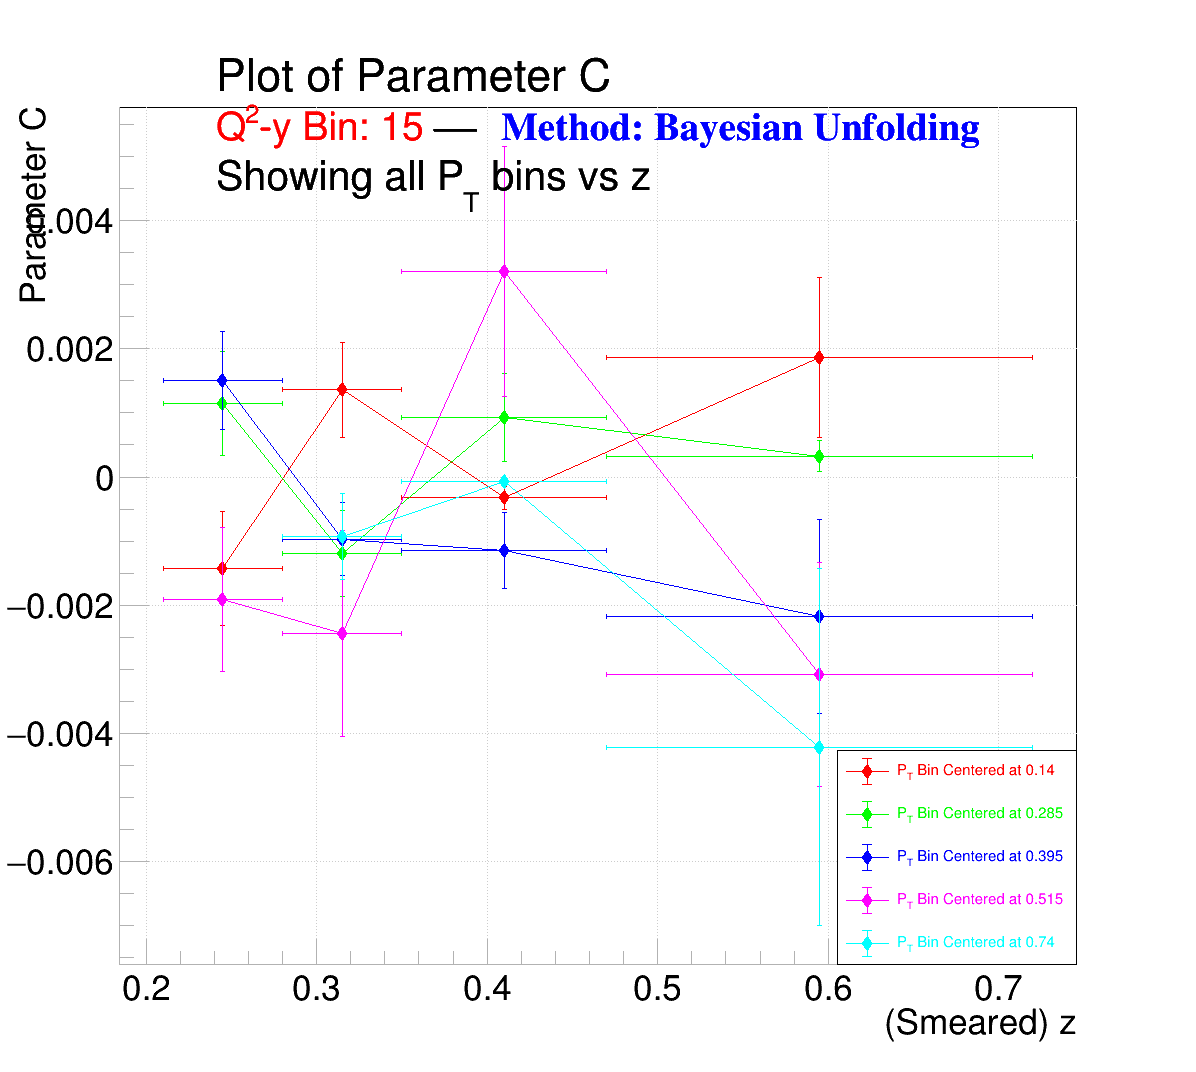 Plot of Parameter C
Q²-y Bin: 15 — Method: Bayesian Unfolding
Showing all P_T bins vs z
Parameter C
0.004
0.002
0
−0.002
−0.004
−0.006
P_T Bin Centered at 0.14
P_T Bin Centered at 0.285
P_T Bin Centered at 0.395
P_T Bin Centered at 0.515
P_T Bin Centered at 0.74
0.2 0.3 0.4 0.5 0.6 0.7
(Smeared) z